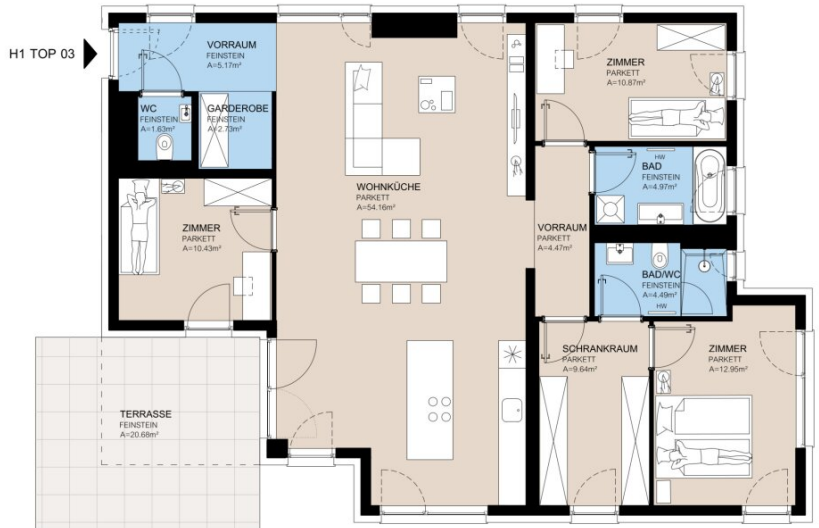 H1 TOP 03
VORRAUM
FEINSTEIN
A=5.17m²
WC
FEINSTEIN
A=1.63m²
GARDEROBE
FEINSTEIN
A=2.73m²
ZIMMER
PARKETT
A=10.43m²
WOHNKÜCHE
PARKETT
A=54.16m²
ZIMMER
PARKETT
A=10.87m²
HW
BAD
FEINSTEIN
A=4.97m²
VORRAUM
PARKETT
A=4.47m²
BAD/WC
FEINSTEIN
A=4.49m²
HW
SCHRANKRAUM
PARKETT
A=9.64m²
ZIMMER
PARKETT
A=12.95m²
TERRASSE
FEINSTEIN
A=20.68m²